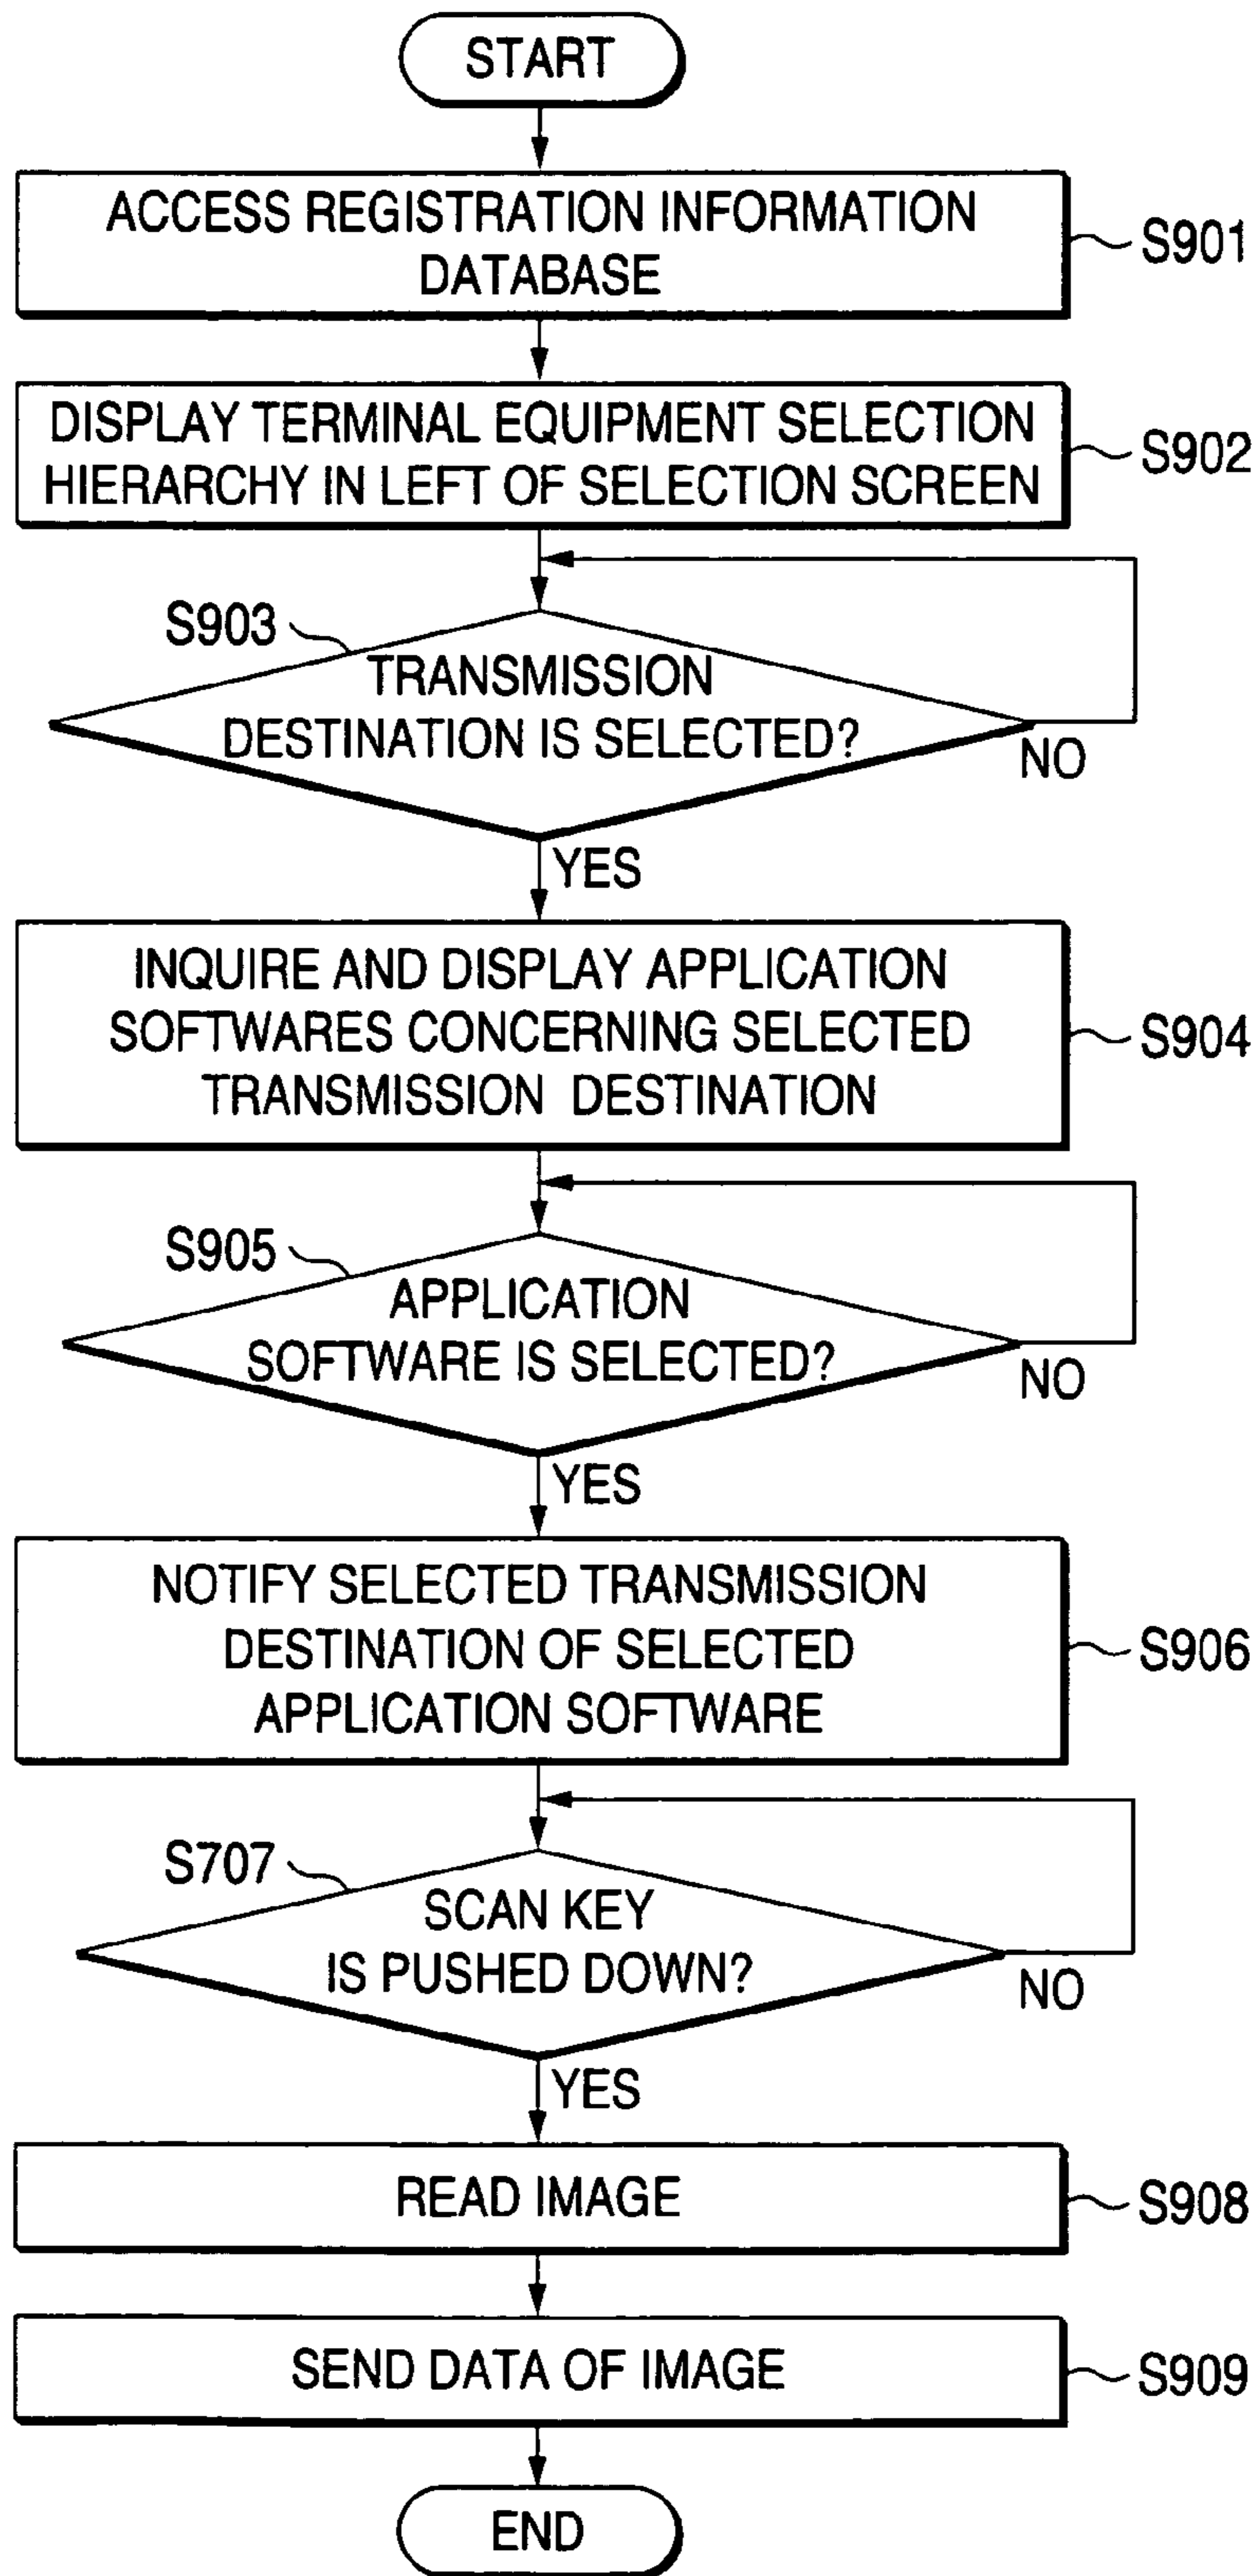 START
ACCESS REGISTRATION INFORMATION
DATABASE
S901
DISPLAY TERMINAL EQUIPMENT SELECTION
HIERARCHY IN LEFT OF SELECTION SCREEN
S902
S903
TRANSMISSION
DESTINATION IS SELECTED?
NO
YES
INQUIRE AND DISPLAY APPLICATION
SOFTWARES CONCERNING SELECTED
TRANSMISSION DESTINATION
S904
S905
APPLICATION
SOFTWARE IS SELECTED?
NO
YES
NOTIFY SELECTED TRANSMISSION
DESTINATION OF SELECTED
APPLICATION SOFTWARE
S906
S707
SCAN KEY
IS PUSHED DOWN?
NO
YES
READ IMAGE
S908
SEND DATA OF IMAGE
S909
END